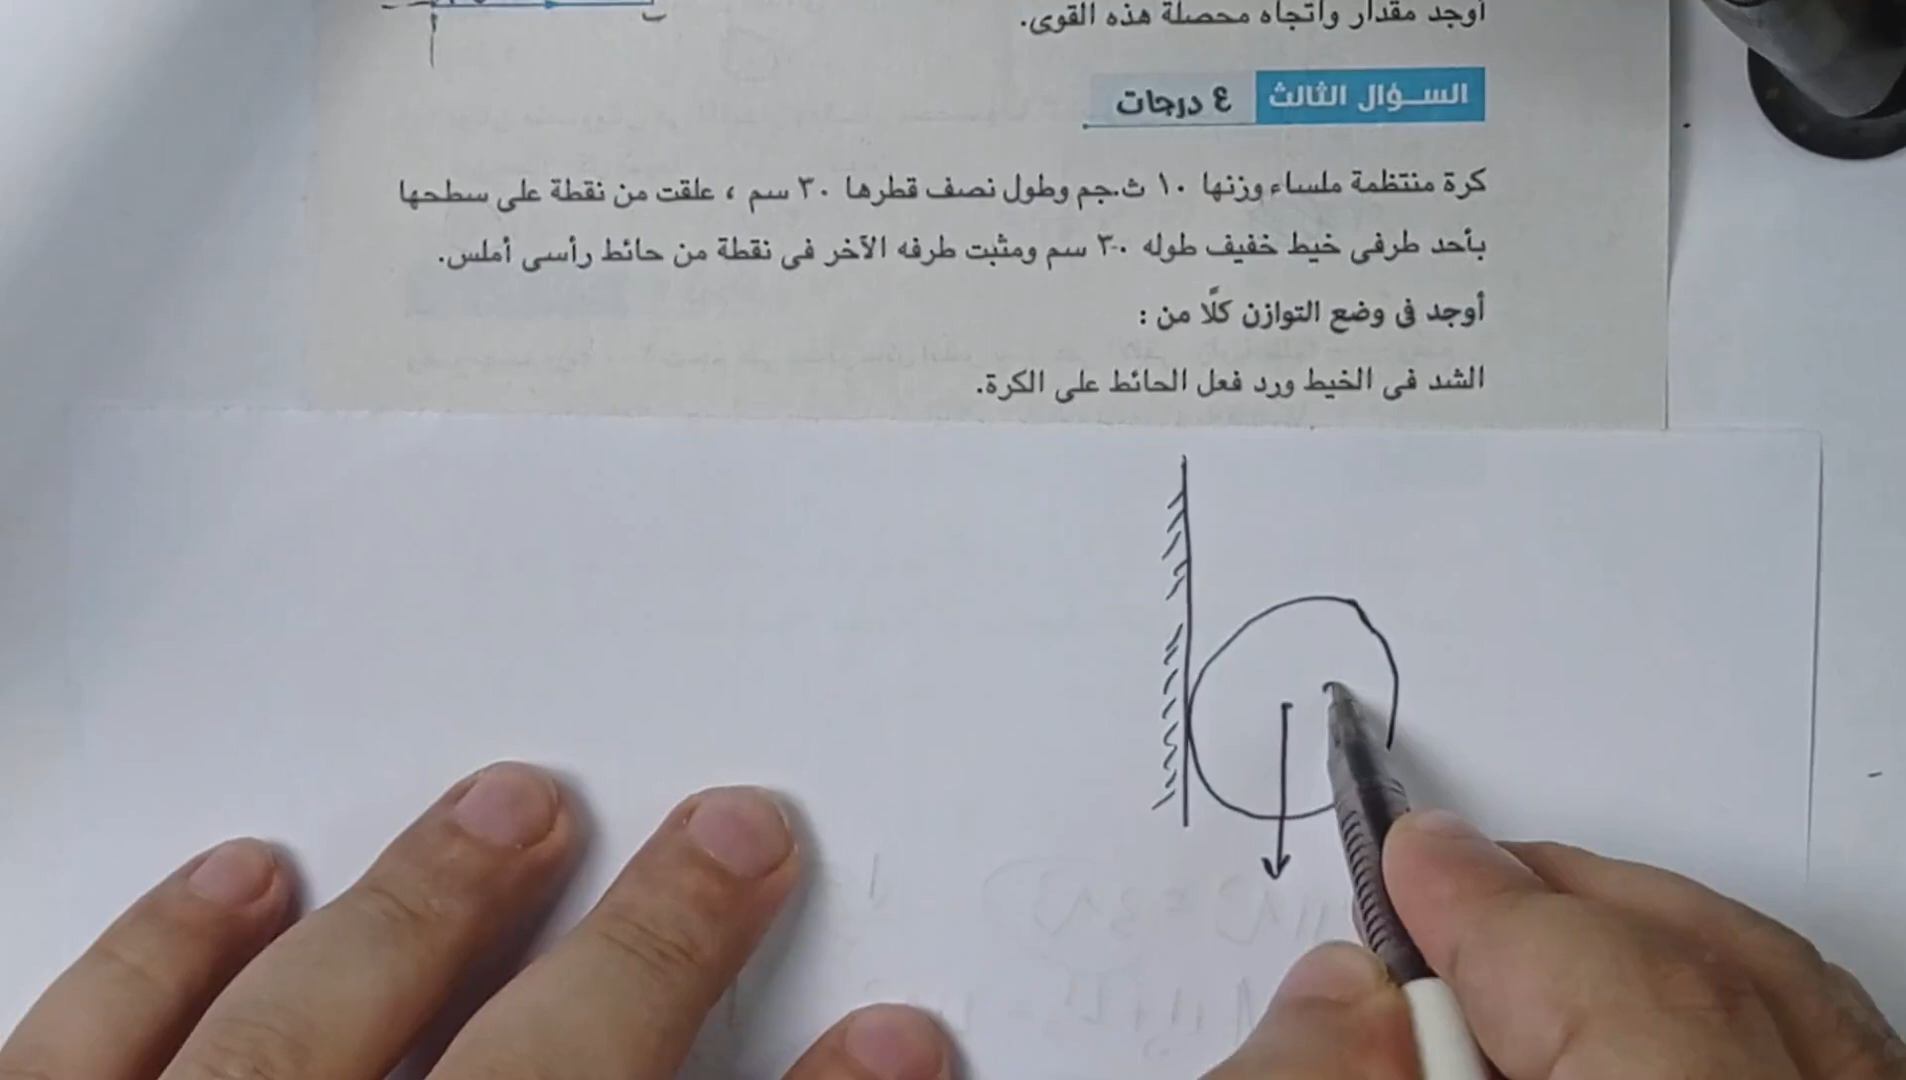 أوجد مقدار واتجاه محصلة هذه القوى.
السؤال الثالث ٤ درجات
كرة منتظمة ملساء وزنها ١٠ ث.جم وطول نصف قطرها ٣٠ سم ، علقت من نقطة على سطحها
بأحد طرفى خيط خفيف طوله ٣٠ سم ومثبت طرفه الآخر فى نقطة من حائط رأسى أملس.
أوجد فى وضع التوازن كلًا من :
الشد فى الخيط ورد فعل الحائط على الكرة.